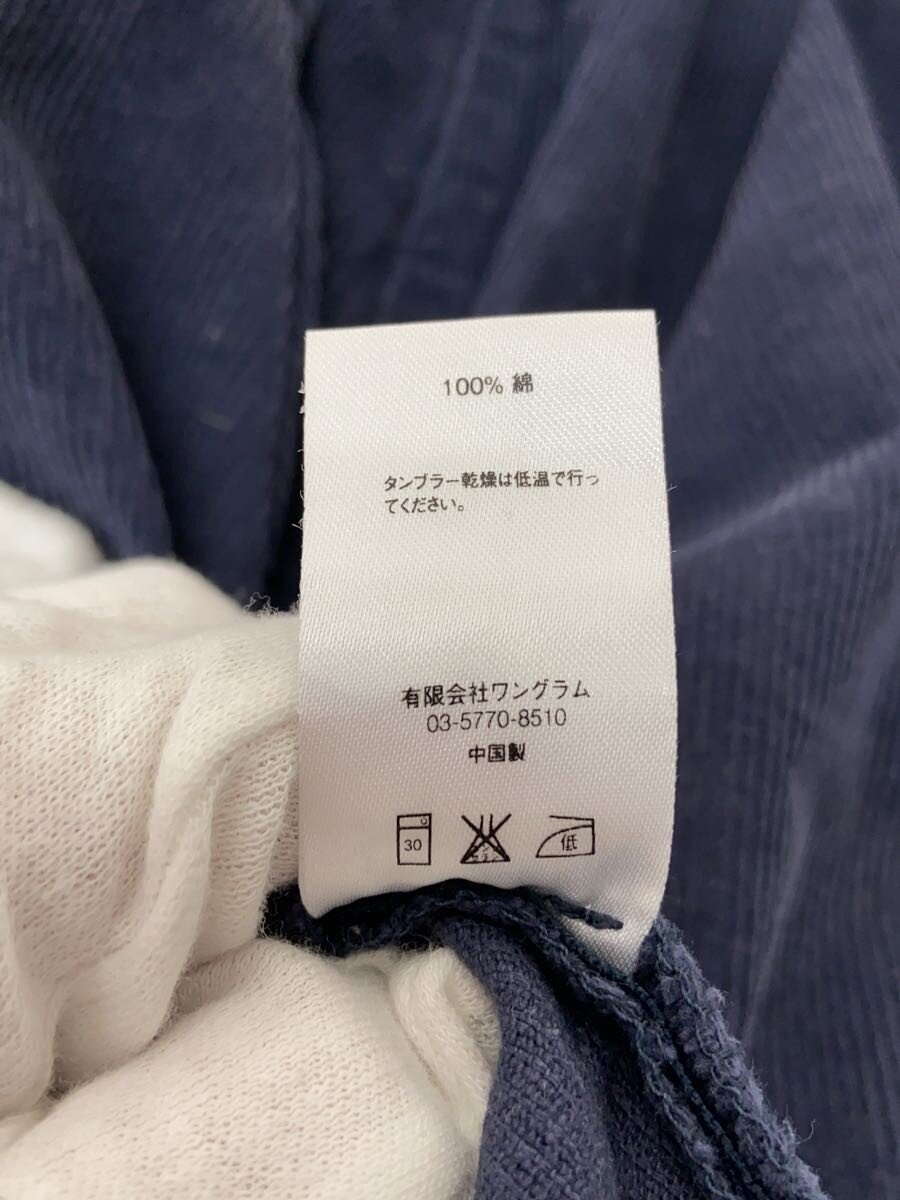 100% 綿
タンブラー乾燥は低温で行っ
てください。
有限会社ワングラム
03-5770-8510
中国製
30
低